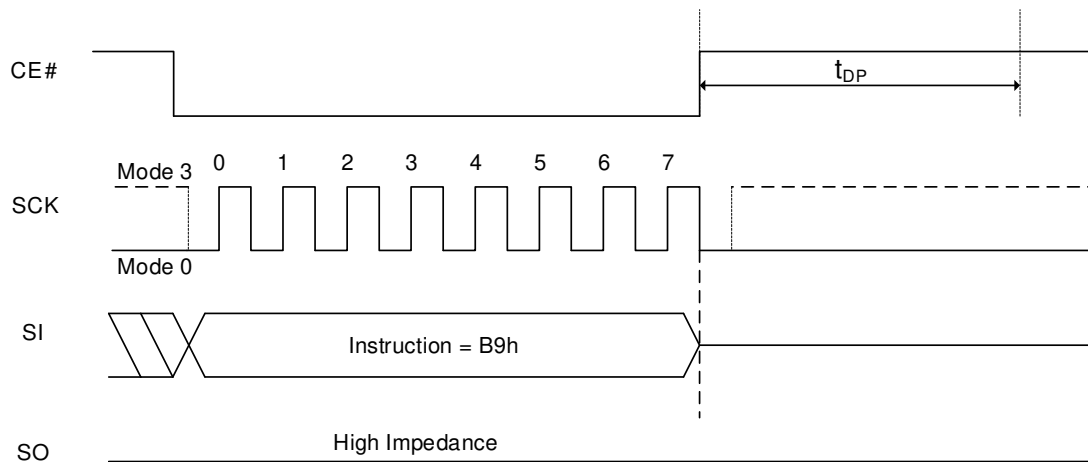 CE#
tDP
Mode 3
0 1 2 3 4 5 6 7
SCK
Mode 0
SI
Instruction = B9h
SO
High Impedance